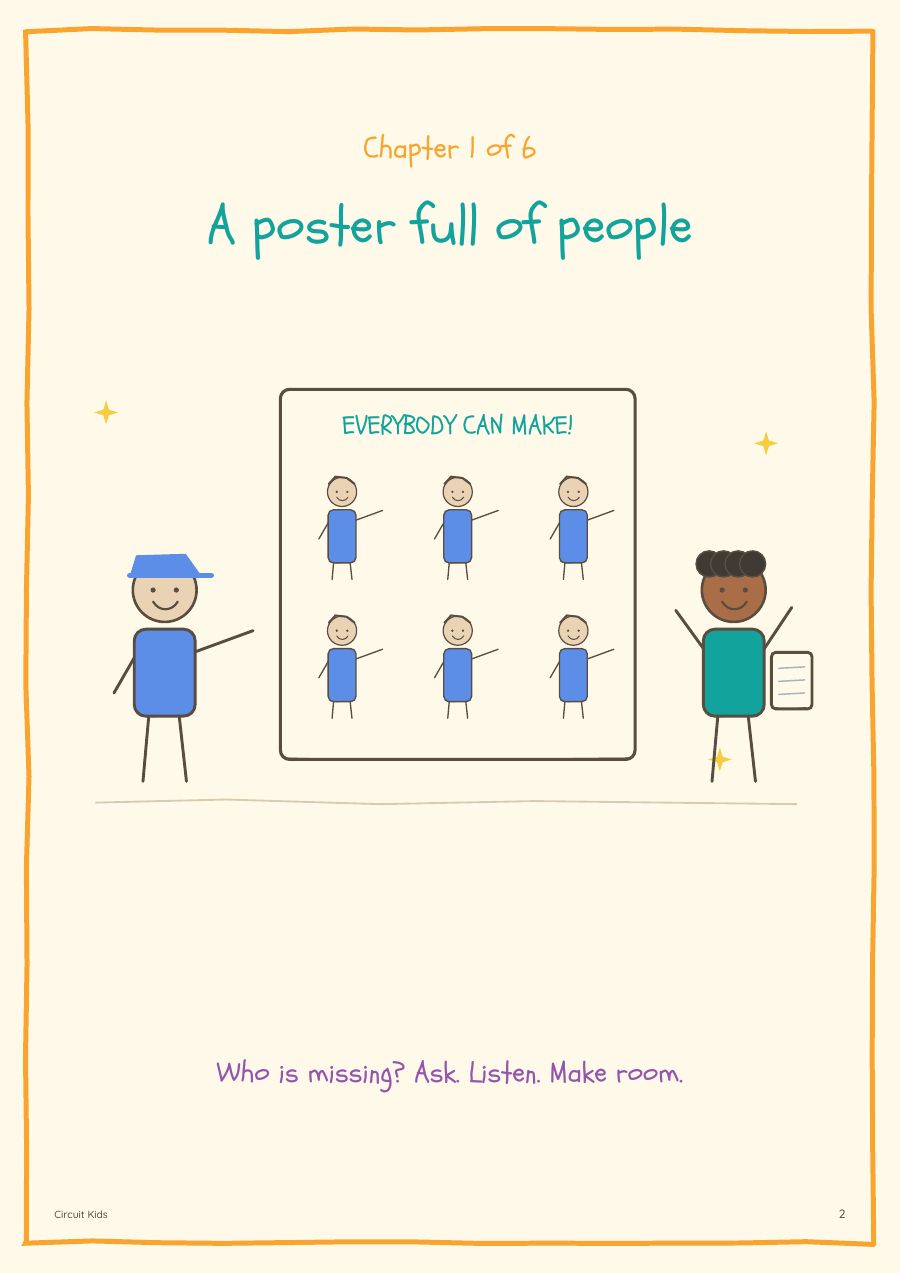 Chapter 1 of 6
A poster full of people
EVERYBODY CAN MAKE!
Who is missing? Ask. Listen. Make room.
Circuit Kids
2